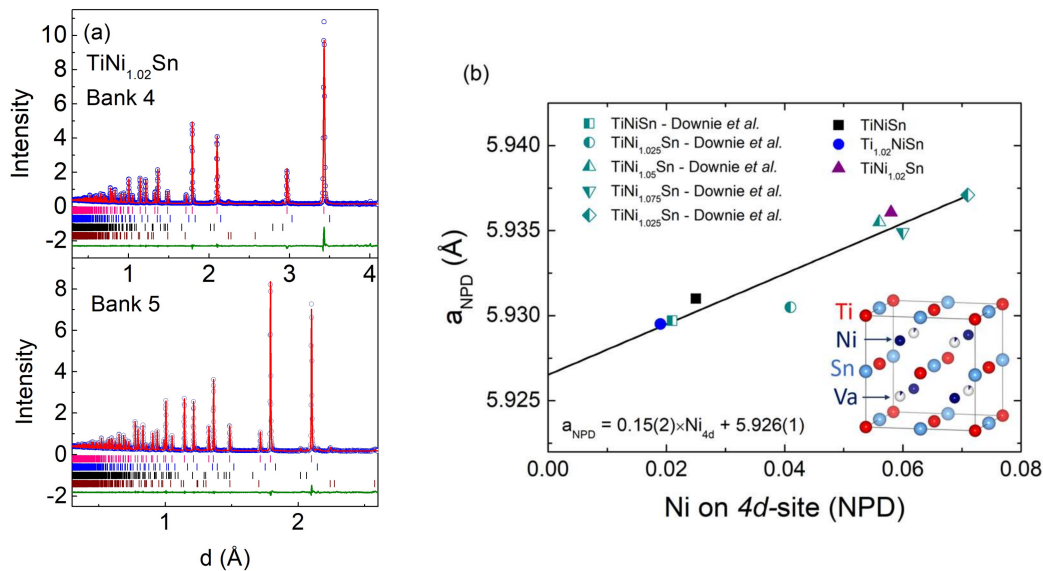 (a)
TiNi1.02Sn
Bank 4
Intensity
10
8
6
4
2
0
-2
1
2
3
4
Bank 5
Intensity
8
6
4
2
0
-2
1
2
d (Å)
(b)
TiNiSn - Downie et al.
TiNi1.025Sn - Downie et al.
TiNi1.05Sn - Downie et al.
TiNi1.075Sn - Downie et al.
TiNi1.025Sn - Downie et al.
TiNiSn
Ti1.02NiSn
TiNi1.02Sn
aNPD (Å)
5.940
5.935
5.930
5.925
Ti
Ni
Sn
Va
aNPD = 0.15(2)×Ni4d + 5.926(1)
0.00
0.02
0.04
0.06
0.08
Ni on 4d-site (NPD)